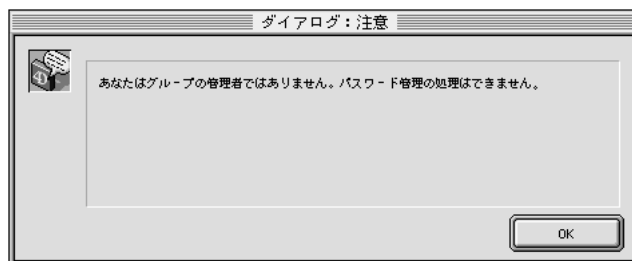 ダイアログ：注意
あなたはグループの管理者ではありません。パスワード管理の処理はできません。
OK